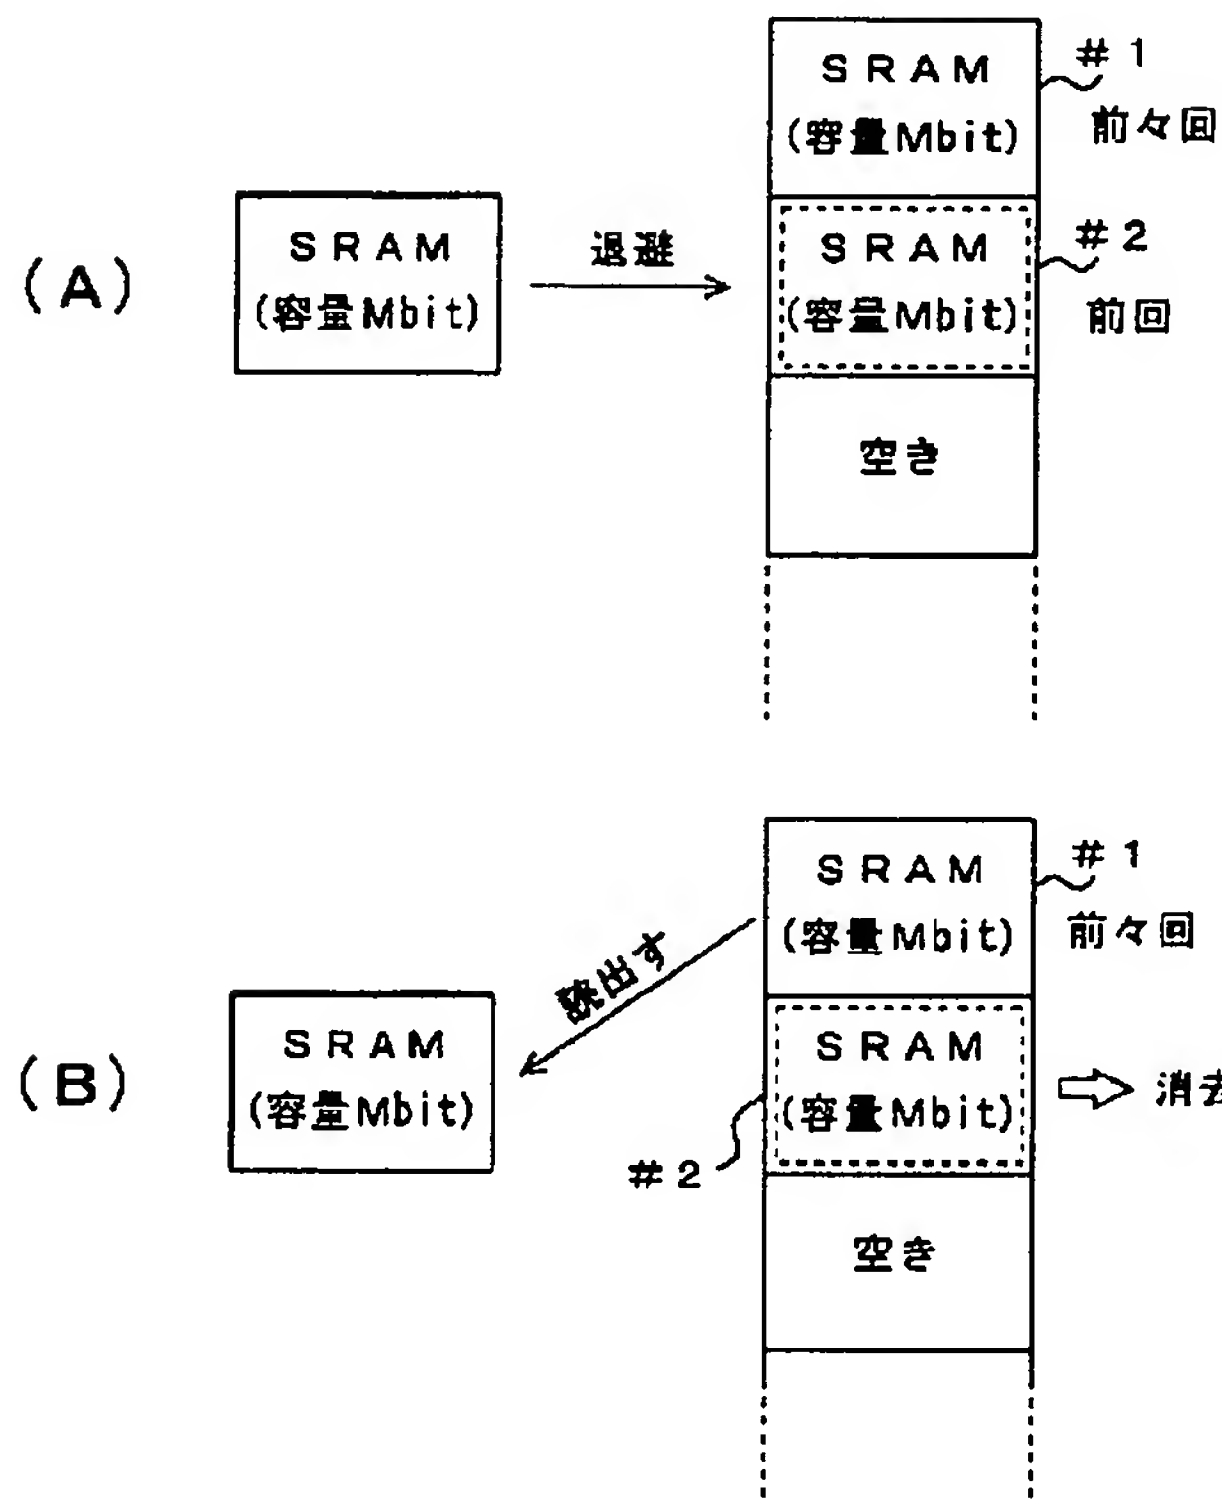 SRAM
(容量Mbit)
#1
前々回
(A)
SRAM
(容量Mbit)
退避
SRAM
(容量Mbit)
#2
前回
空き
SRAM
(容量Mbit)
#1
前々回
読出す
(B)
SRAM
(容量Mbit)
SRAM
(容量Mbit)
消去
#2
空き